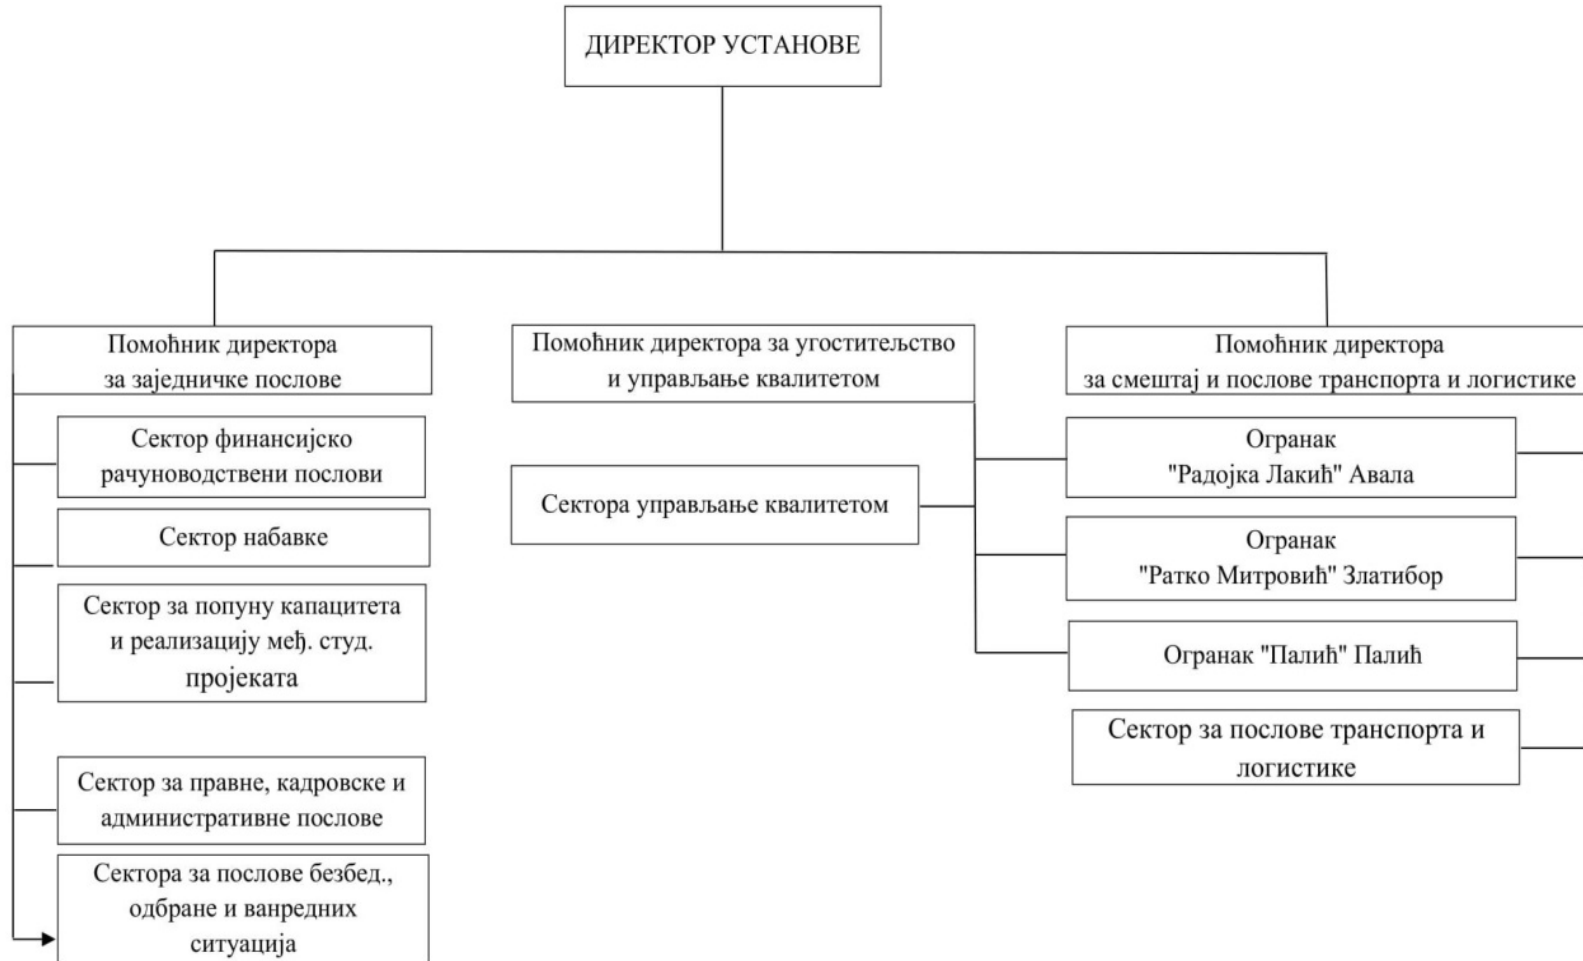 ДИРЕКТОР УСТАНОВЕ
Помоћник директора
за заједничке послове
Сектор финансијско
рачуноводствени послови
Сектор набавке
Сектор за попуну капацитета
и реализацију међ. студ.
пројеката
Сектор за правне, кадровске и
административне послове
Сектора за послове безбед.,
одбране и ванредних
ситуација
Помоћник директора за угоститељство
и управљање квалитетом
Сектора управљање квалитетом
Помоћник директора
за смештај и послове транспорта и логистике
Огранак
"Радојка Лакић" Авала
Огранак
"Ратко Митровић" Златибор
Огранак "Палић" Палић
Сектор за послове транспорта и
логистике